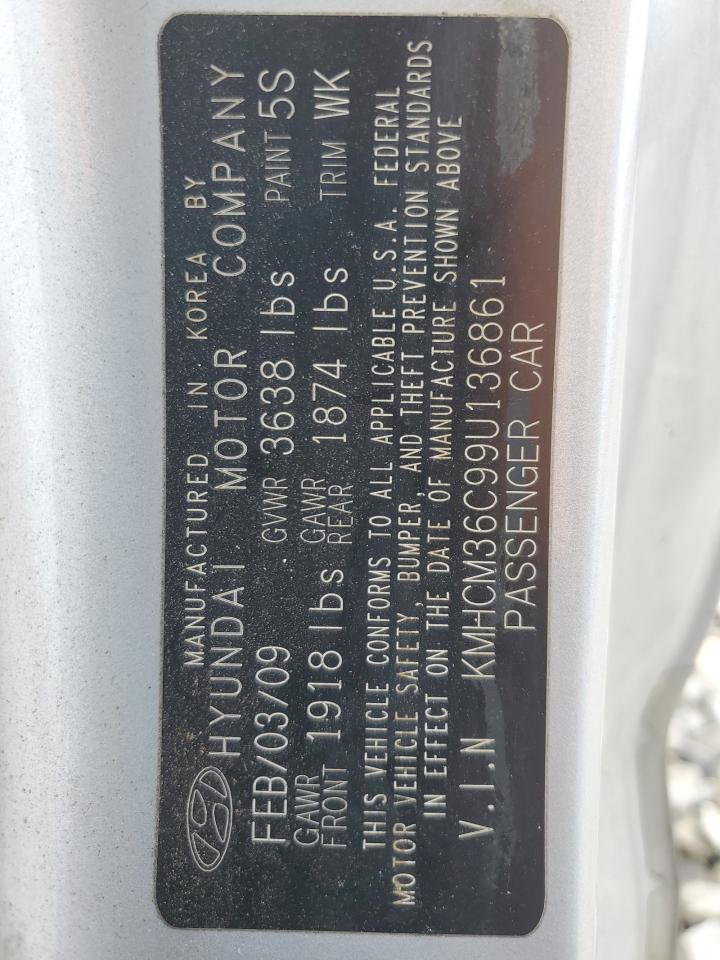 MANUFACTURED IN KOREA BY
HYUNDAI MOTOR COMPANY
FEB/03/09 GVWR 3638 lbs PAINT 5S
GAWR FRONT 1918 lbs GAWR REAR 1874 lbs TRIM WK
THIS VEHICLE CONFORMS TO ALL APPLICABLE U.S.A. FEDERAL
MOTOR VEHICLE SAFETY, BUMPER, AND THEFT PREVENTION STANDARDS
IN EFFECT ON THE DATE OF MANUFACTURE SHOWN ABOVE
V.I.N KMHCM36C99U136861
PASSENGER CAR